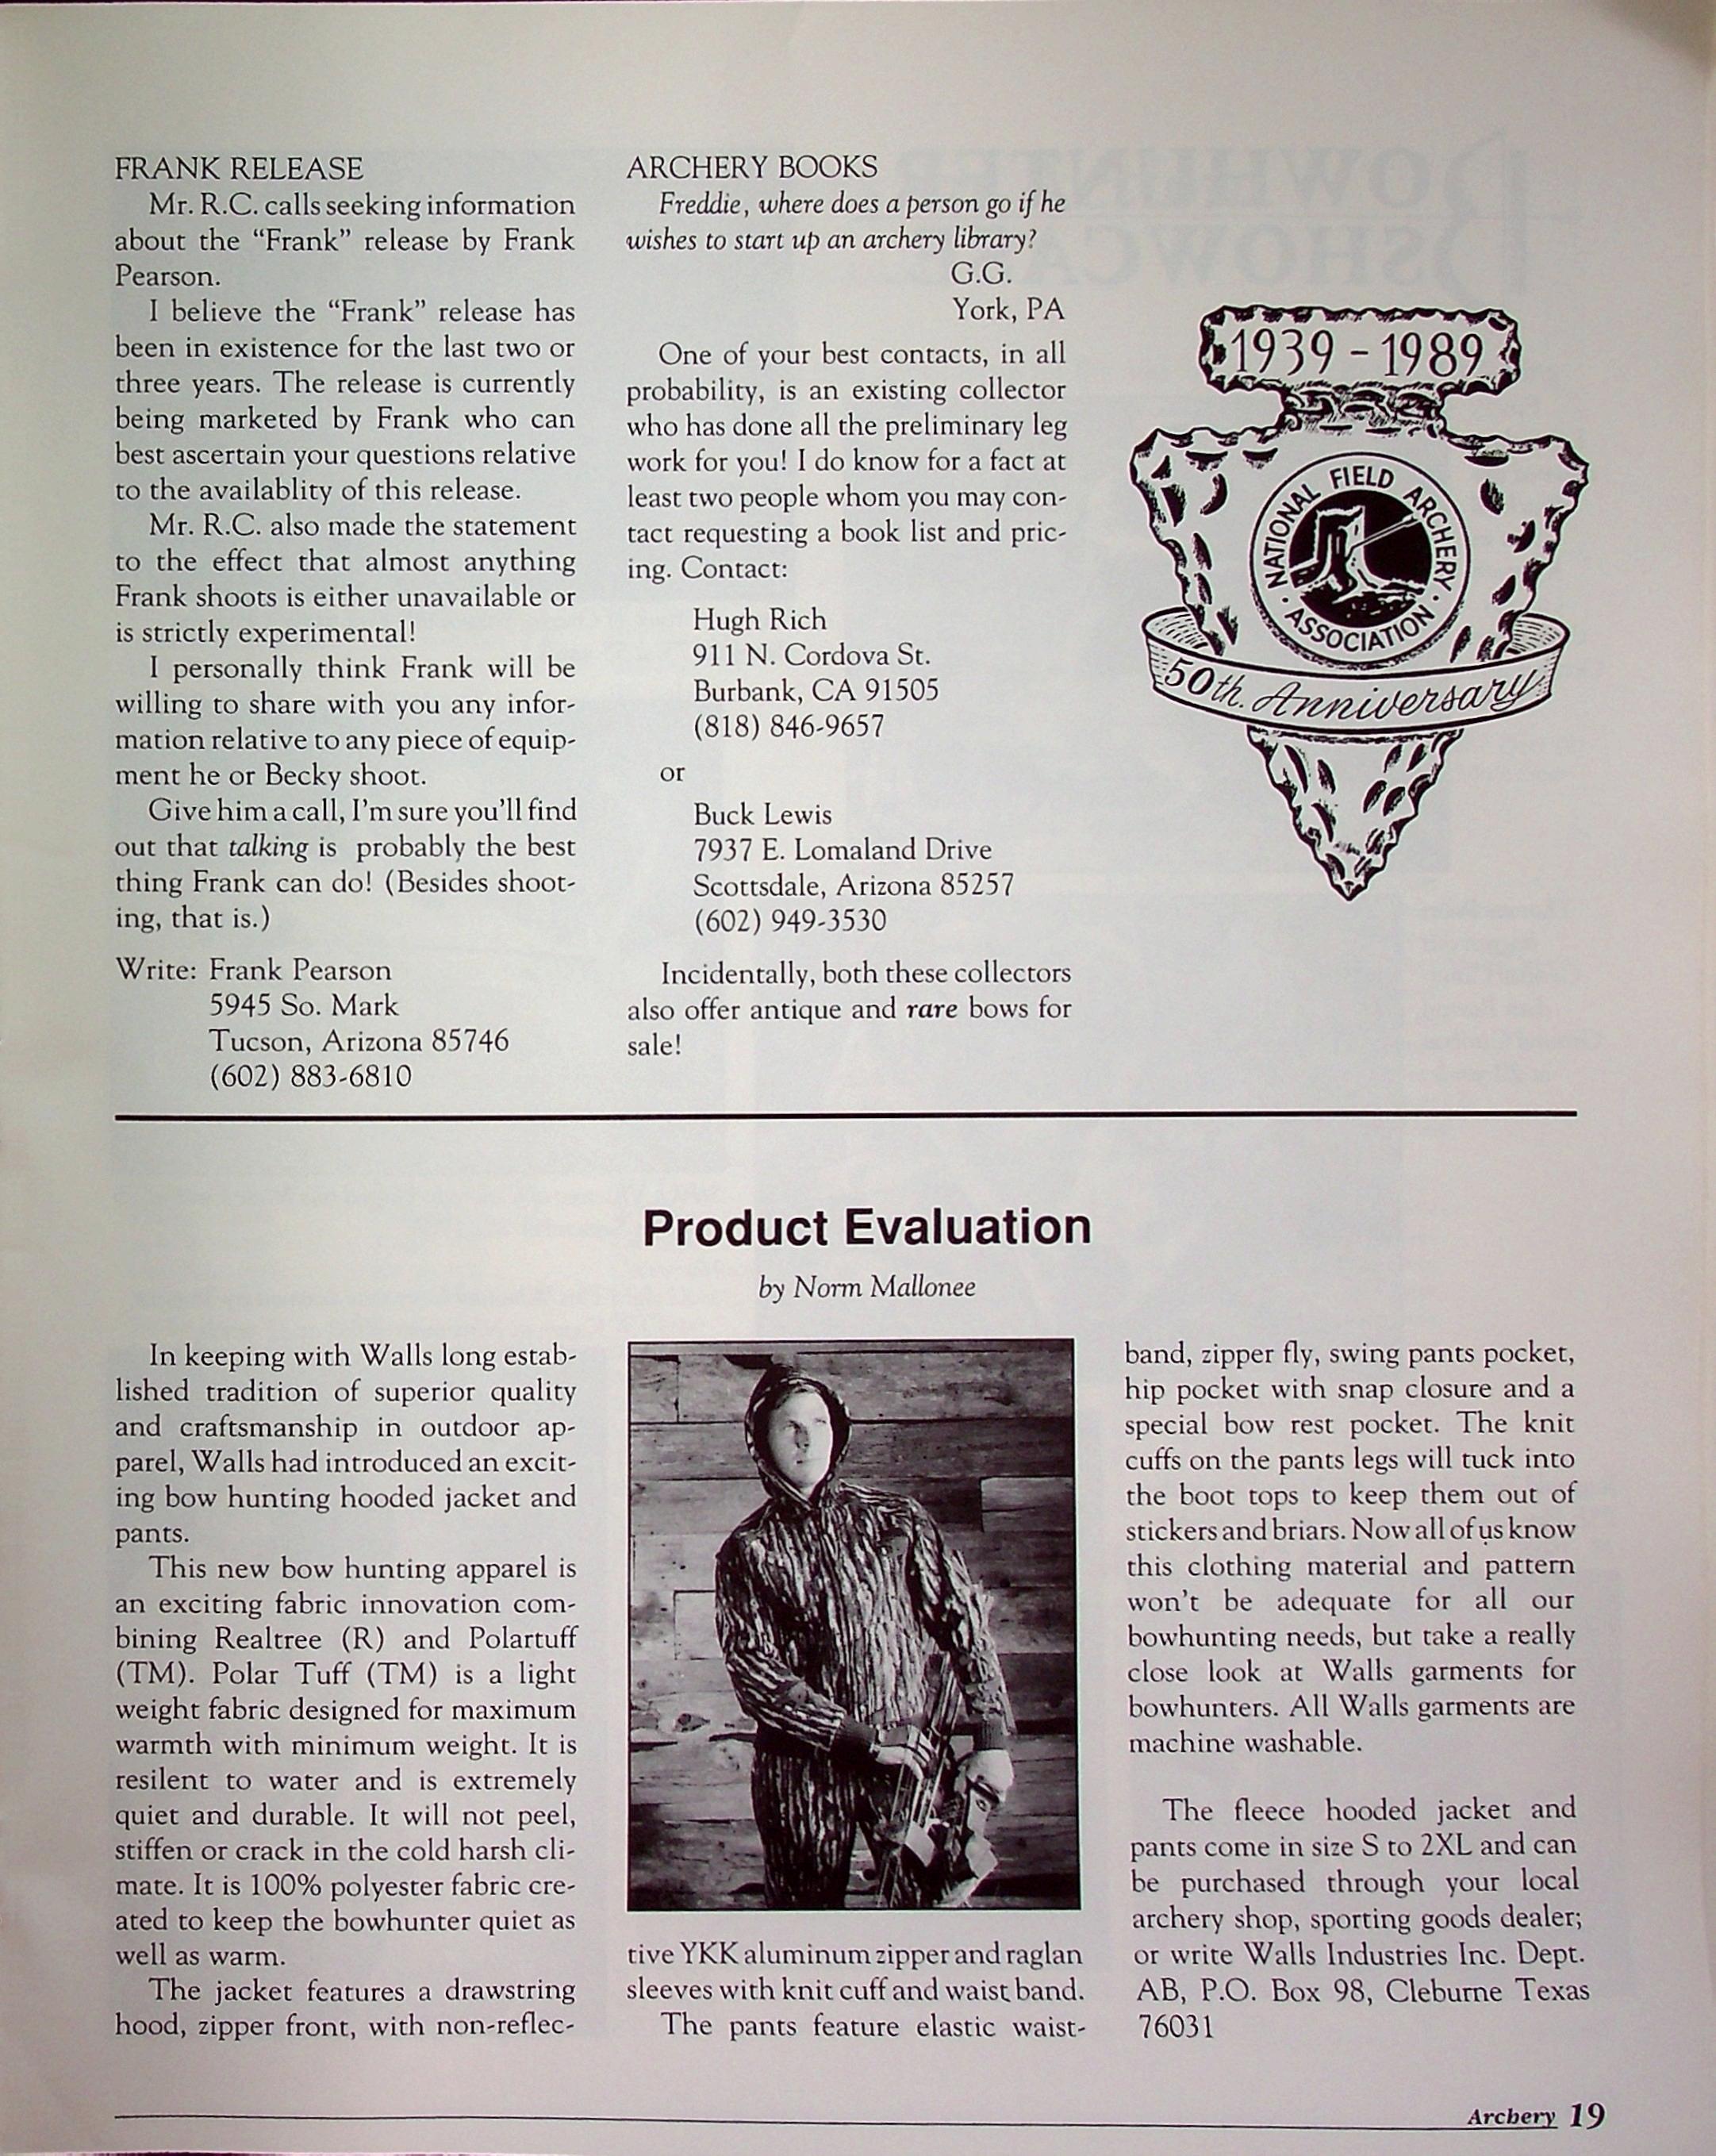 FRANK RELEASE
Mr. R.C. calls seeking information
about the “Frank” release by Frank
Pearson.
I believe the “Frank” release has
been in existence for the last two or
three years. The release is currently
being marketed by Frank who can
best ascertain your questions relative
to the availablity of this release.
Mr. R.C. also made the statement
to the effect that almost anything
Frank shoots is either unavailable or
is strictly experimental!
I personally think Frank will be
willing to share with you any infor-
mation relative to any piece of equip-
ment he or Becky shoot.
Give him a call, I’m sure you’ll find
out that talking is probably the best
thing Frank can do! (Besides shoot-
ing, that is.)
Write: Frank Pearson
5945 So. Mark
Tucson, Arizona 85746
(602) 883-6810
ARCHERY BOOKS
Freddie, where does a person go if he
wishes to start up an archery library?
G.G.
York, PA
One of your best contacts, in all
probability, is an existing collector
who has done all the preliminary leg
work for you! I do know for a fact at
least two people whom you may con-
tact requesting a book list and pric-
ing. Contact:
Hugh Rich
911 N. Cordova St.
Burbank, CA 91505
(818) 846-9657
or
Buck Lewis
7937 E. Lomaland Drive
Scottsdale, Arizona 85257
(602) 949-3530
Incidentally, both these collectors
also offer antique and rare bows for
sale!
1939 - 1989
NATIONAL FIELD ARCHERY
· ASSOCIATION ·
50th. Anniversary
Product Evaluation
by Norm Mallonee
In keeping with Walls long estab-
lished tradition of superior quality
and craftsmanship in outdoor ap-
parel, Walls had introduced an excit-
ing bow hunting hooded jacket and
pants.
This new bow hunting apparel is
an exciting fabric innovation com-
bining Realtree (R) and Polartuff
(TM). Polar Tuff (TM) is a light
weight fabric designed for maximum
warmth with minimum weight. It is
resilent to water and is extremely
quiet and durable. It will not peel,
stiffen or crack in the cold harsh cli-
mate. It is 100% polyester fabric cre-
ated to keep the bowhunter quiet as
well as warm.
The jacket features a drawstring
hood, zipper front, with non-reflec-
tive YKK aluminum zipper and raglan
sleeves with knit cuff and waist band.
The pants feature elastic waist-
band, zipper fly, swing pants pocket,
hip pocket with snap closure and a
special bow rest pocket. The knit
cuffs on the pants legs will tuck into
the boot tops to keep them out of
stickers and briars. Now all of us know
this clothing material and pattern
won’t be adequate for all our
bowhunting needs, but take a really
close look at Walls garments for
bowhunters. All Walls garments are
machine washable.
The fleece hooded jacket and
pants come in size S to 2XL and can
be purchased through your local
archery shop, sporting goods dealer;
or write Walls Industries Inc. Dept.
AB, P.O. Box 98, Cleburne Texas
76031
Archery 19